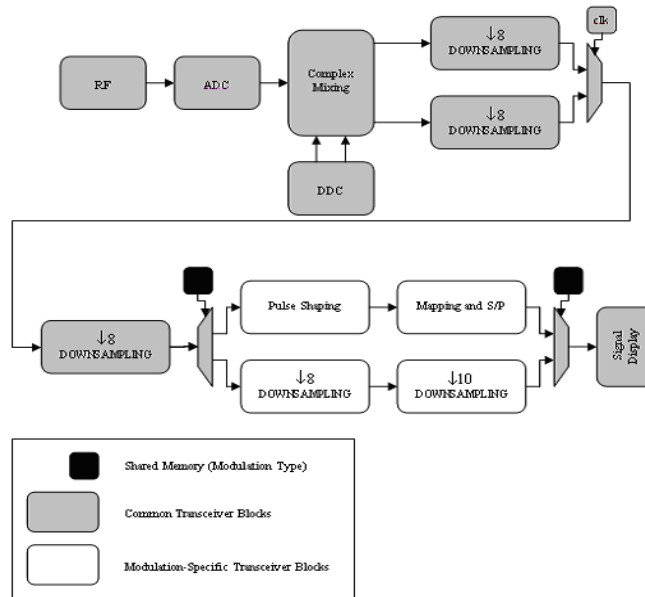 clk
↓8
DOWNSAMPLING
RF
ADC
Complex
Mixing
↓8
DOWNSAMPLING
DDC
Pulse Shaping
Mapping and S/P
↓8
DOWNSAMPLING
↓8
DOWNSAMPLING
↓10
DOWNSAMPLING
Signal
Display
Shared Memory (Modulation Type)
Common Transceiver Blocks
Modulation-Specific Transceiver Blocks